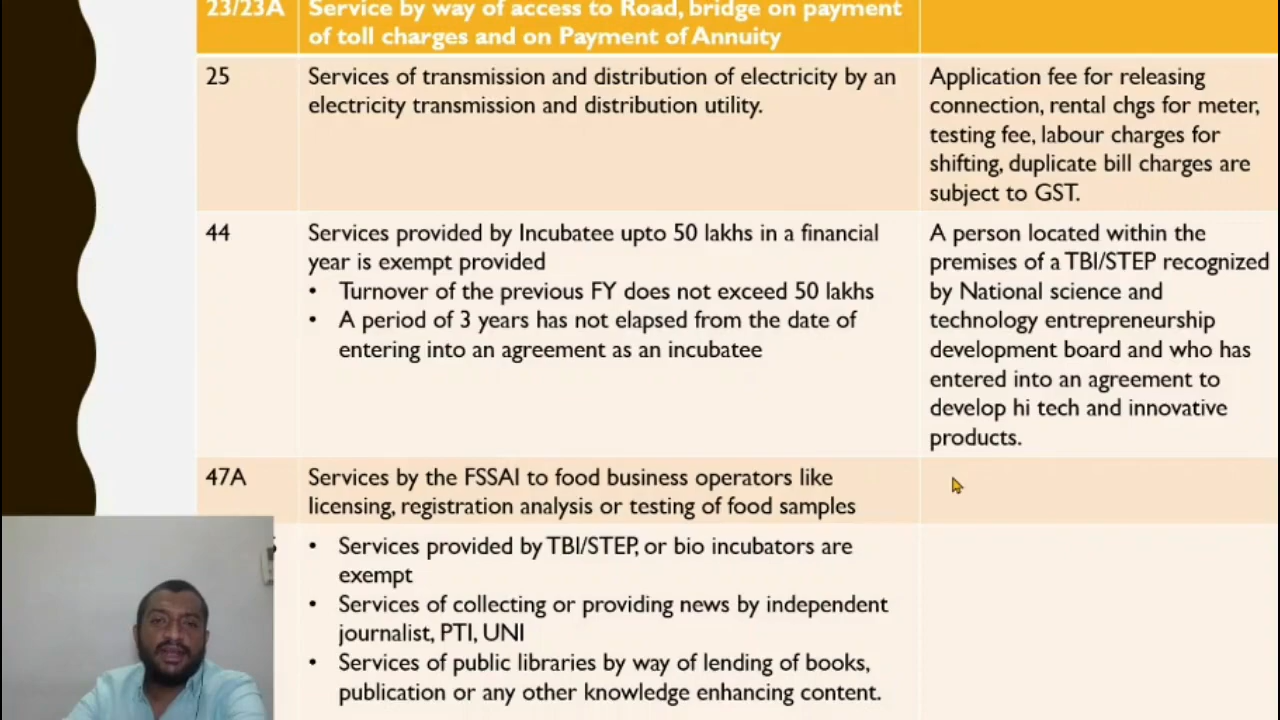 23/23A
Service by way of access to Road, bridge on payment
of toll charges and on Payment of Annuity
25
Services of transmission and distribution of electricity by an
electricity transmission and distribution utility.
Application fee for releasing
connection, rental chgs for meter,
testing fee, labour charges for
shifting, duplicate bill charges are
subject to GST.
44
Services provided by Incubatee upto 50 lakhs in a financial
year is exempt provided
• Turnover of the previous FY does not exceed 50 lakhs
• A period of 3 years has not elapsed from the date of
entering into an agreement as an incubatee
A person located within the
premises of a TBI/STEP recognized
by National science and
technology entrepreneurship
development board and who has
entered into an agreement to
develop hi tech and innovative
products.
47A
Services by the FSSAI to food business operators like
licensing, registration analysis or testing of food samples
• Services provided by TBI/STEP, or bio incubators are
exempt
• Services of collecting or providing news by independent
journalist, PTI, UNI
• Services of public libraries by way of lending of books,
publication or any other knowledge enhancing content.